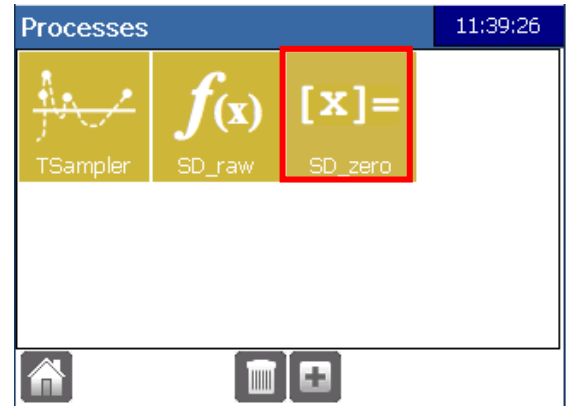 Processes 11:39:26
f(x) [x]=
TSampler SD_raw SD_zero